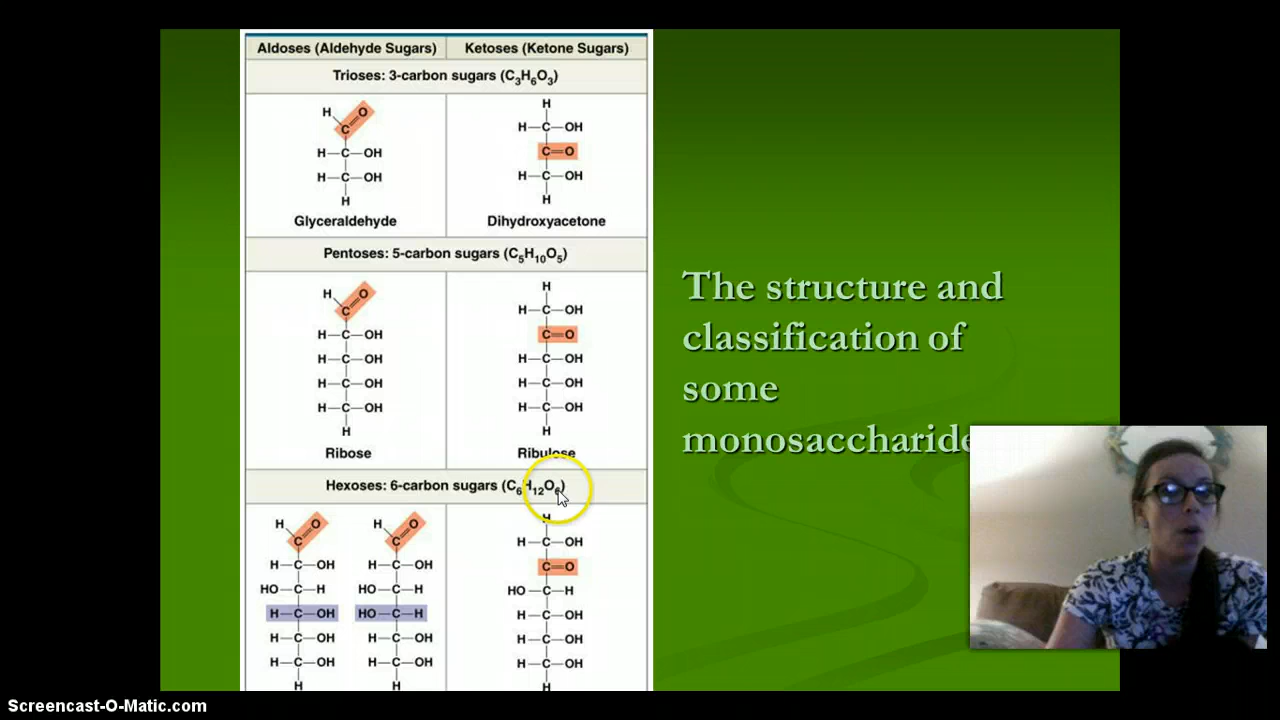 Aldoses (Aldehyde Sugars) Ketoses (Ketone Sugars)
Trioses: 3-carbon sugars (C₃H₆O₃)
H O
C
H—C—OH
H—C—OH
H
Glyceraldehyde
H
H—C—OH
C=O
H—C—OH
H
Dihydroxyacetone
Pentoses: 5-carbon sugars (C₅H₁₀O₅)
H O
C
H—C—OH
H—C—OH
H—C—OH
H—C—OH
H
Ribose
H
H—C—OH
C=O
H—C—OH
H—C—OH
H—C—OH
H
Ribulose
Hexoses: 6-carbon sugars (C₆H₁₂O₆)
H O
C
H—C—OH
HO—C—H
H—C—OH
H—C—OH
H—C—OH
H
H O
C
H—C—OH
HO—C—H
HO—C—H
H—C—OH
H—C—OH
H
H
H—C—OH
C=O
HO—C—H
H—C—OH
H—C—OH
H—C—OH
H
The structure and
classification of
some
monosaccharide
Screencast-O-Matic.com